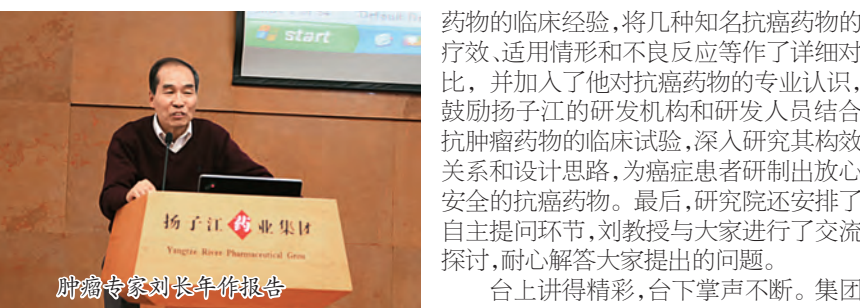 start
扬子江药业集团
Yangtze River Pharmaceutical Grou
肿瘤专家刘长年作报告
药物的临床经验,将几种知名抗癌药物的
疗效、适用情形和不良反应等作了详细对
比，并加入了他对抗癌药物的专业认识，
鼓励扬子江的研发机构和研发人员结合
抗肿瘤药物的临床试验,深入研究其构效
关系和设计思路,为癌症患者研制出放心
安全的抗癌药物。最后,研究院还安排了
自主提问环节,刘教授与大家进行了交流
探讨,耐心解答大家提出的问题。
台上讲得精彩,台下掌声不断。集团